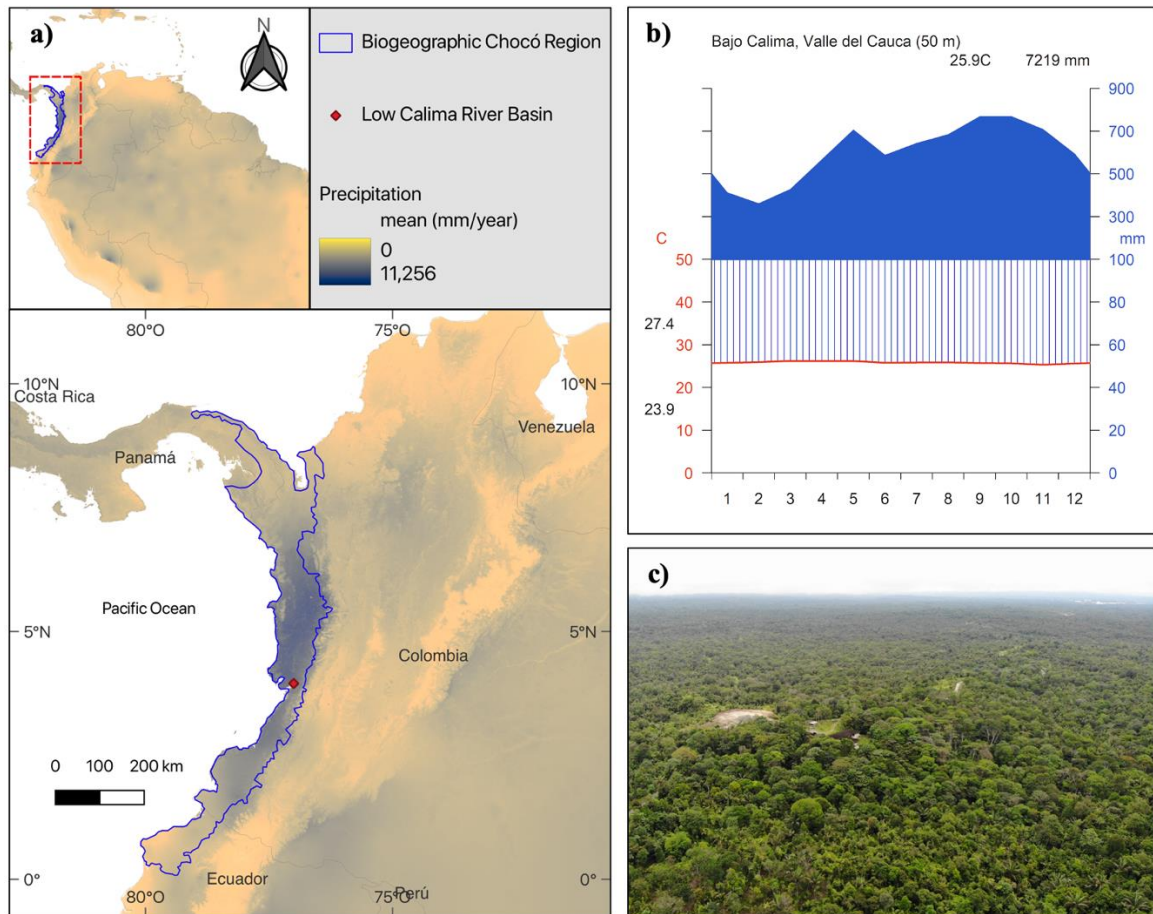 a)
N
Biogeographic Chocó Region
Low Calima River Basin
Precipitation
mean (mm/year)
0
11,256
80°O
75°O
10°N
10°N
Costa Rica
Venezuela
Panamá
Pacific Ocean
5°N
5°N
Colombia
0 100 200 km
0°
Ecuador
0°
80°O
Perú
75°O
b)
Bajo Calima, Valle del Cauca (50 m)
25.9C 7219 mm
900
700
500
300
C
mm
50
100
40
80
27.4
30
60
20
40
23.9
10
20
0
0
1 2 3 4 5 6 7 8 9 10 11 12
c)